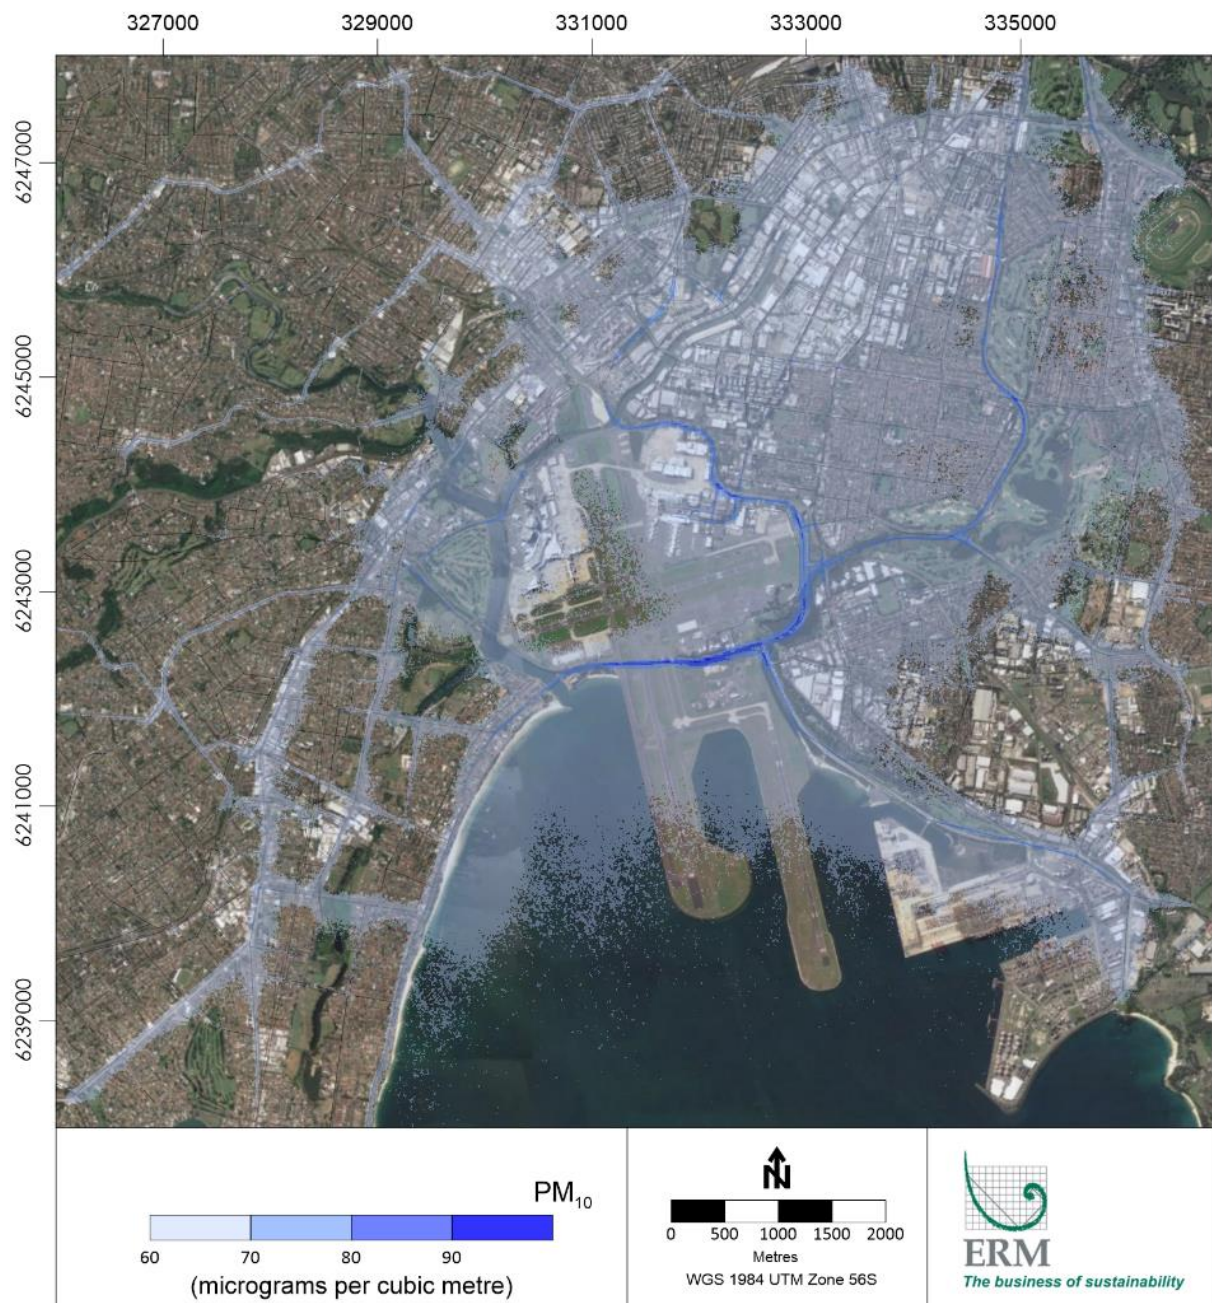 327000 329000 331000 333000 335000
6247000
6245000
6243000
6241000
6239000
PM10
60 70 80 90
(micrograms per cubic metre)
N
0 500 1000 1500 2000
Metres
WGS 1984 UTM Zone 56S
ERM
The business of sustainability